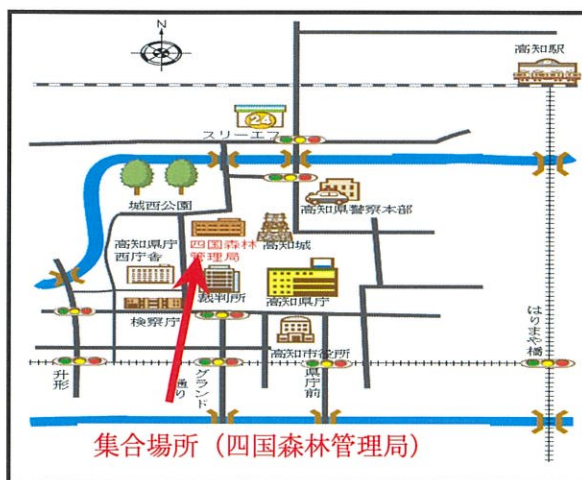 高知駅
24
スリーエフ
城西公園
高知県警察本部
高知県庁
西庁舎
四国森林
管理局
高知城
裁判所
高知県庁
検察庁
はりまや橋
高知市役所
升形
グランド
通り
県庁前
集合場所（四国森林管理局）